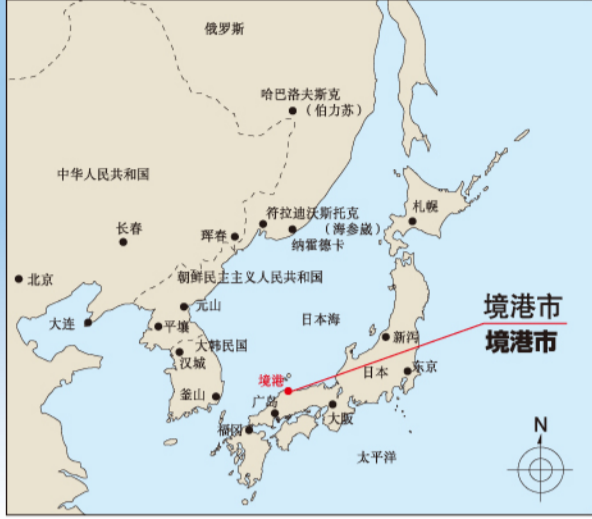 俄罗斯
哈巴洛夫斯克
（伯力苏）
中华人民共和国
符拉迪沃斯托克
（海参崴）
札幌
长春
珲春
纳霍德卡
北京
朝鲜民主主义人民共和国
元山
日本海
境港市
大连
平壤
新泻
境港市
大韩民国
汉城
日本
东京
境港
釜山
广岛
大阪
福冈
太平洋
N